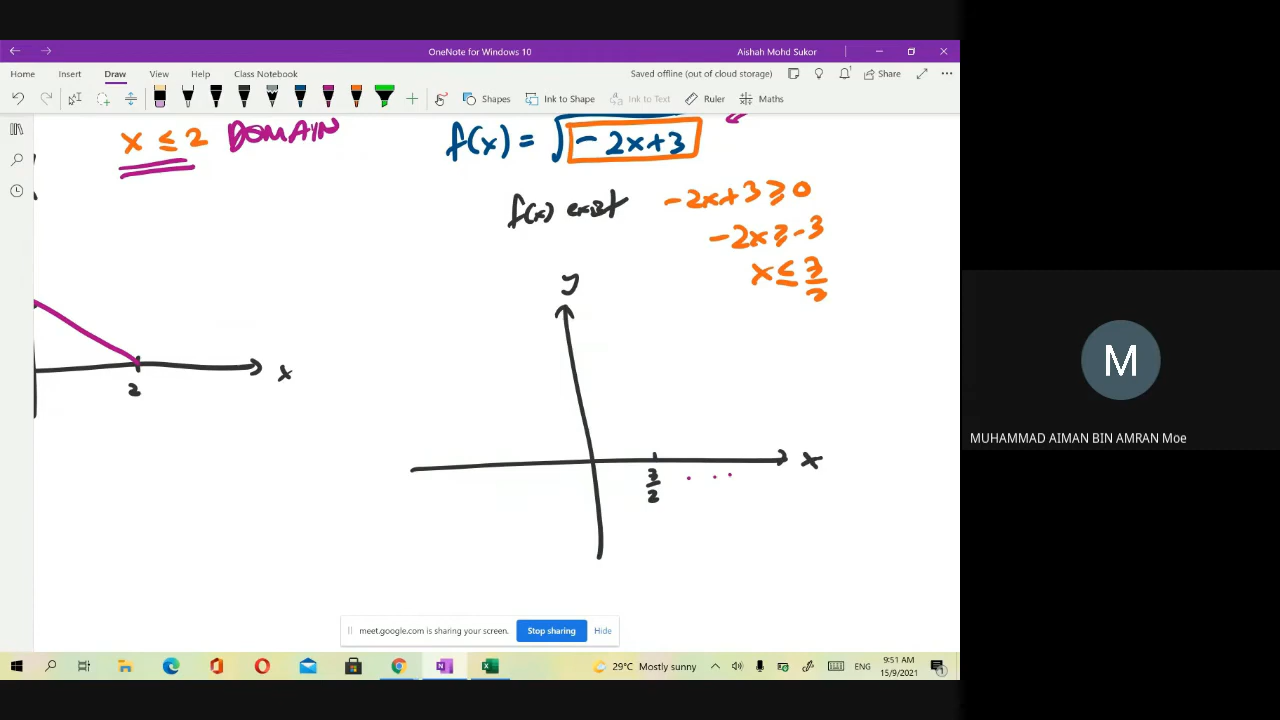 OneNote for Windows 10
Aishah Mohd Sukor
Home Insert Draw View Help Class Notebook
Saved offline (out of cloud storage)
Share
Shapes Ink to Shape Ink to Text Ruler Maths
x ≤ 2 DOMAIN
f(x) = √-2x+3
f(x) exist
-2x+3 ≥ 0
-2x ≥ -3
x ≤ 3/2
y
x
2
x
3/2
M
MUHAMMAD AIMAN BIN AMRAN Moe
meet.google.com is sharing your screen.
Stop sharing
Hide
29°C Mostly sunny
ENG
9:51 AM
15/9/2021
1